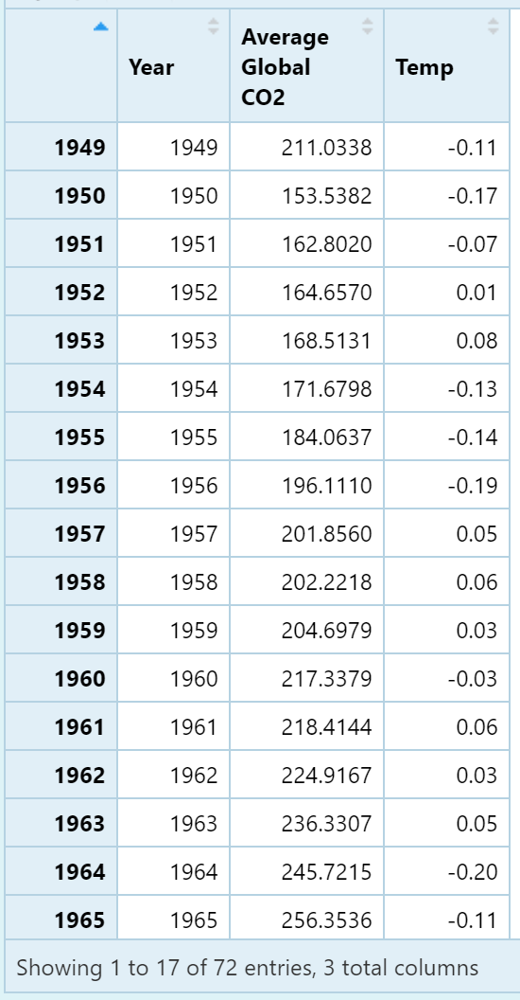 Year Average Global CO2 Temp
1949 1949 211.0338 -0.11
1950 1950 153.5382 -0.17
1951 1951 162.8020 -0.07
1952 1952 164.6570 0.01
1953 1953 168.5131 0.08
1954 1954 171.6798 -0.13
1955 1955 184.0637 -0.14
1956 1956 196.1110 -0.19
1957 1957 201.8560 0.05
1958 1958 202.2218 0.06
1959 1959 204.6979 0.03
1960 1960 217.3379 -0.03
1961 1961 218.4144 0.06
1962 1962 224.9167 0.03
1963 1963 236.3307 0.05
1964 1964 245.7215 -0.20
1965 1965 256.3536 -0.11
Showing 1 to 17 of 72 entries, 3 total columns